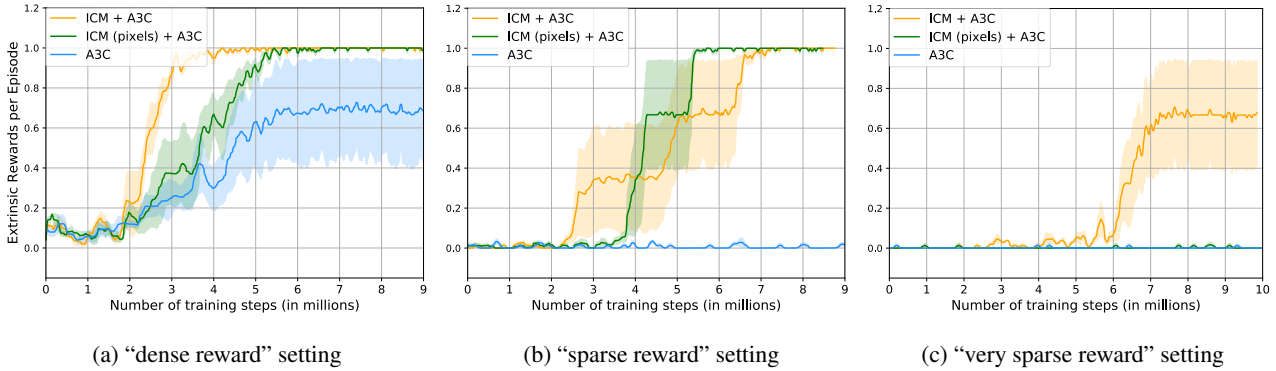 Extrinsic Rewards per Episode
1.2
1.0
0.8
0.6
0.4
0.2
0.0
ICM + A3C
ICM (pixels) + A3C
A3C
0 1 2 3 4 5 6 7 8 9
Number of training steps (in millions)
(a) “dense reward” setting
1.2
1.0
0.8
0.6
0.4
0.2
0.0
ICM + A3C
ICM (pixels) + A3C
A3C
0 1 2 3 4 5 6 7 8 9
Number of training steps (in millions)
(b) “sparse reward” setting
1.2
1.0
0.8
0.6
0.4
0.2
0.0
ICM + A3C
ICM (pixels) + A3C
A3C
0 1 2 3 4 5 6 7 8 9 10
Number of training steps (in millions)
(c) “very sparse reward” setting